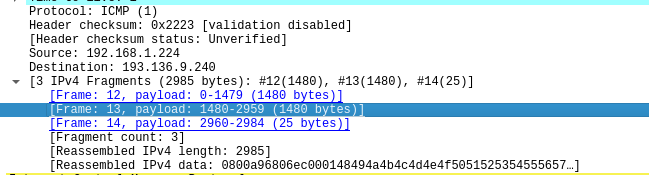 Protocol: ICMP (1)
Header checksum: 0x2223 [validation disabled]
[Header checksum status: Unverified]
Source: 192.168.1.224
Destination: 193.136.9.240
[3 IPv4 Fragments (2985 bytes): #12(1480), #13(1480), #14(25)]
[Frame: 12, payload: 0-1479 (1480 bytes)]
[Frame: 13, payload: 1480-2959 (1480 bytes)]
[Frame: 14, payload: 2960-2984 (25 bytes)]
[Fragment count: 3]
[Reassembled IPv4 length: 2985]
[Reassembled IPv4 data: 0800a96806ec000148494a4b4c4d4e4f5051525354555657…]